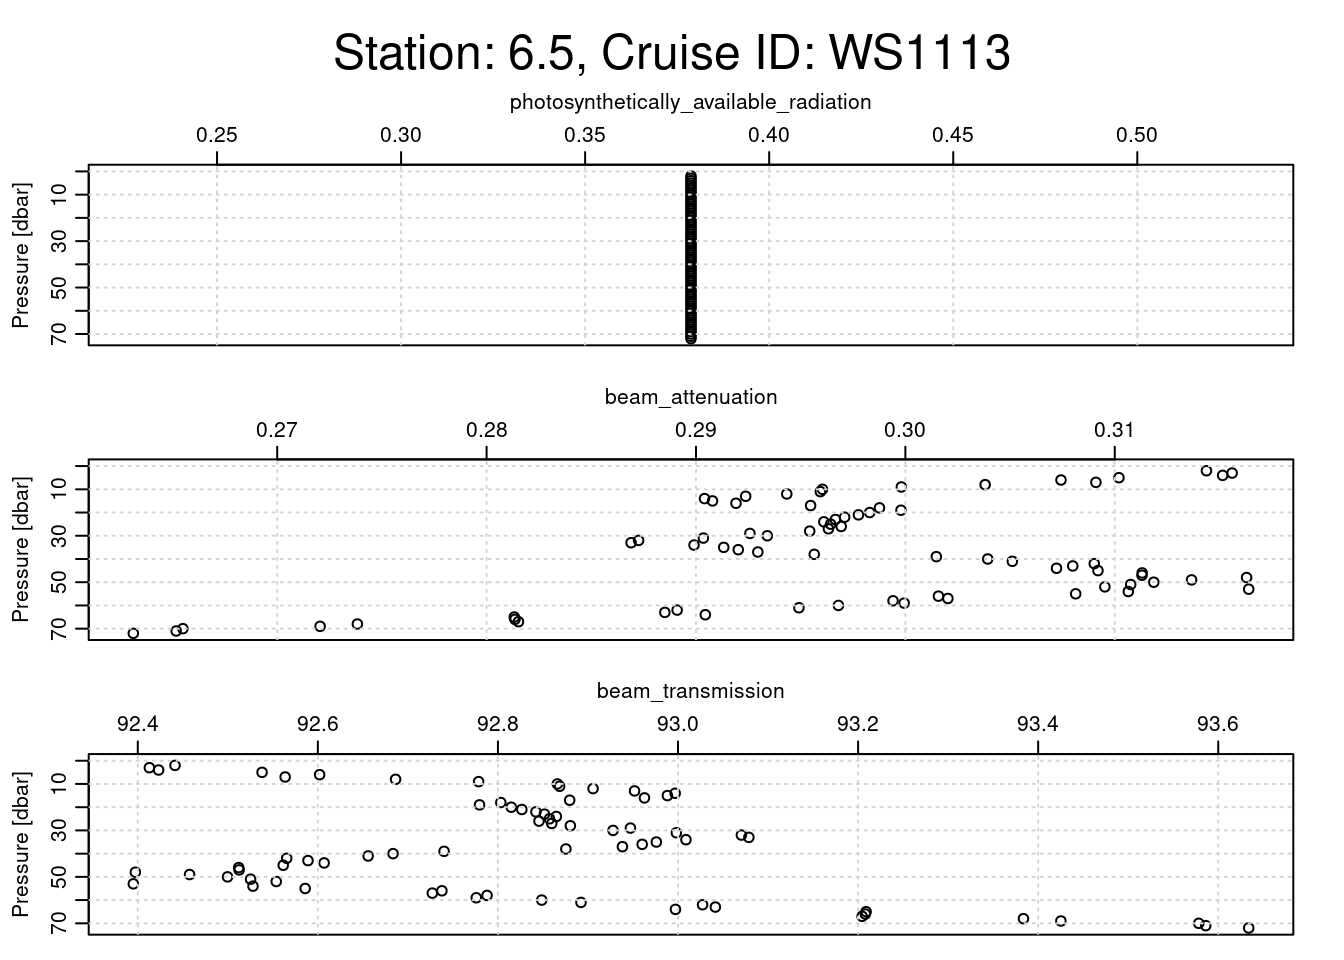 Station: 6.5, Cruise ID: WS1113
photosynthetically_available_radiation
0.25 0.30 0.35 0.40 0.45 0.50
Pressure [dbar]
10 30 50 70
beam_attenuation
0.27 0.28 0.29 0.30 0.31
Pressure [dbar]
10 30 50 70
beam_transmission
92.4 92.6 92.8 93.0 93.2 93.4 93.6
Pressure [dbar]
10 30 50 70